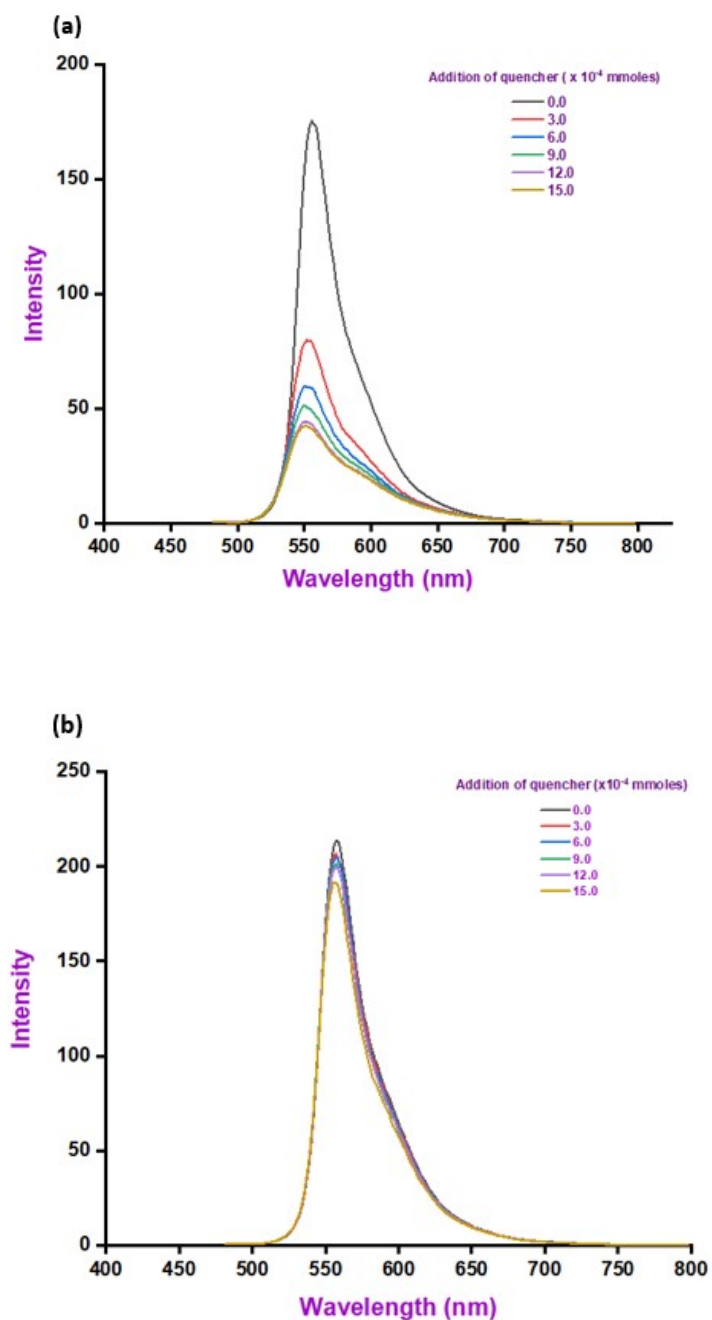 (a)
200
Addition of quencher ( x 10⁻⁴ mmoles)
0.0
3.0
6.0
9.0
12.0
15.0
150
100
50
0
Intensity
400 450 500 550 600 650 700 750 800
Wavelength (nm)
(b)
250
Addition of quencher (x10⁻⁴ mmoles)
0.0
3.0
6.0
9.0
12.0
15.0
200
150
100
50
0
Intensity
400 450 500 550 600 650 700 750 800
Wavelength (nm)